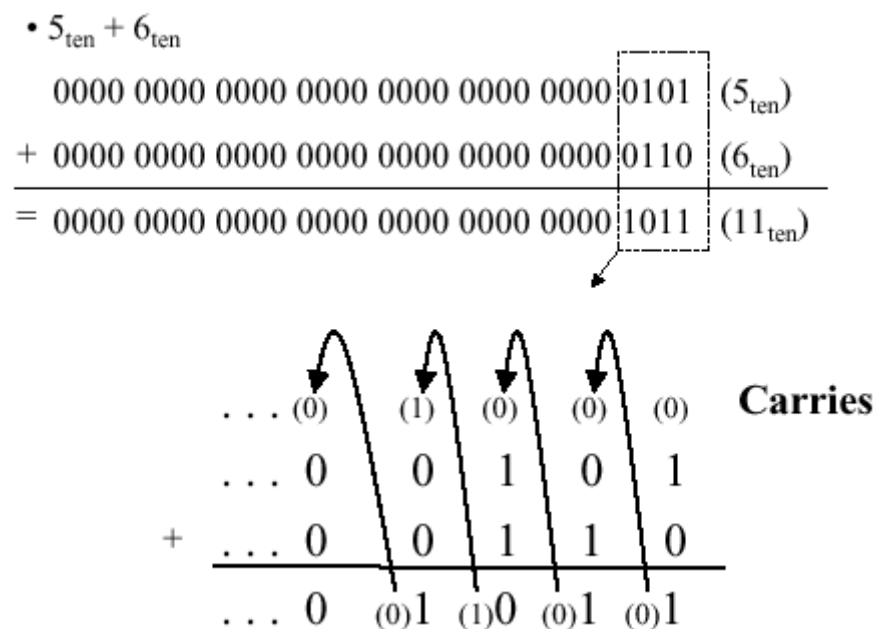 • 5ten + 6ten
0000 0000 0000 0000 0000 0000 0000 0101 (5ten)
+ 0000 0000 0000 0000 0000 0000 0000 0110 (6ten)
= 0000 0000 0000 0000 0000 0000 0000 1011 (11ten)
. . . (0) (1) (0) (0) (0) Carries
. . . 0 0 1 0 1
+ . . . 0 0 1 1 0
. . . 0 (0)1 (1)0 (0)1 (0)1